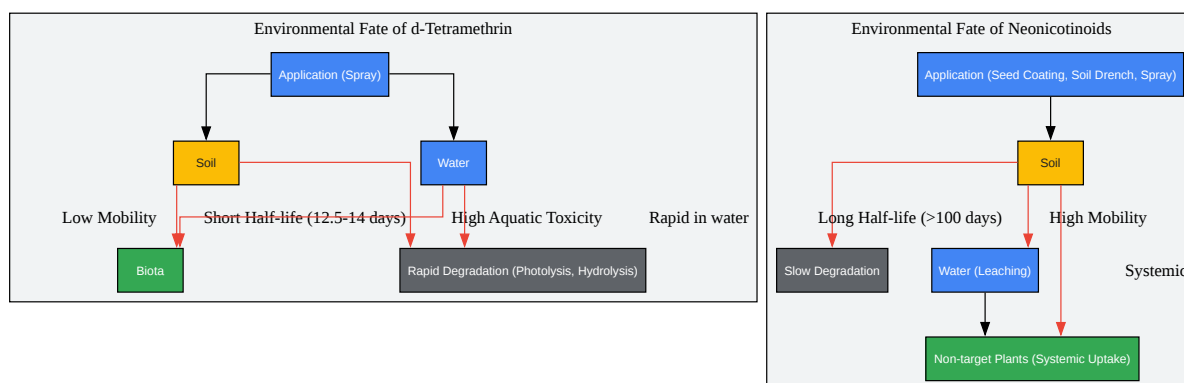 Environmental Fate of d-Tetramethrin
Application (Spray)
Soil
Water
Low Mobility
Short Half-life (12.5-14 days)
High Aquatic Toxicity
Rapid in water
Biota
Rapid Degradation (Photolysis, Hydrolysis)
Environmental Fate of Neonicotinoids
Application (Seed Coating, Soil Drench, Spray)
Soil
Long Half-life (>100 days)
High Mobility
Slow Degradation
Water (Leaching)
Systemic
Non-target Plants (Systemic Uptake)